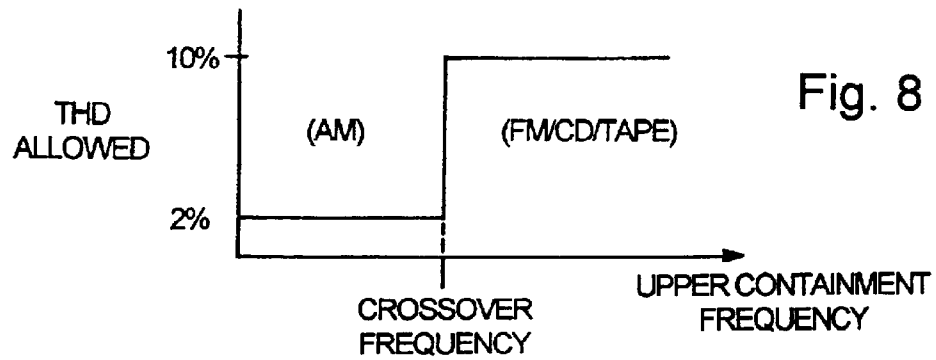 10%
Fig. 8
THD
ALLOWED
(AM)
(FM/CD/TAPE)
2%
CROSSOVER
FREQUENCY
UPPER CONTAINMENT
FREQUENCY